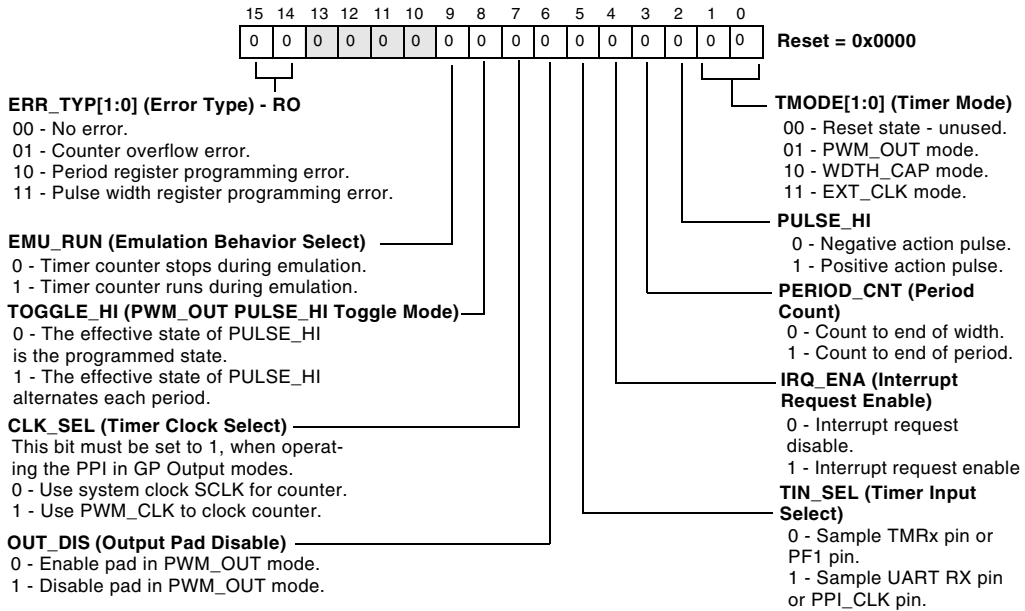 15 14 13 12 11 10 9 8 7 6 5 4 3 2 1 0
0 0 0 0 0 0 0 0 0 0 0 0 0 0 0 0 Reset = 0x0000
ERR_TYP[1:0] (Error Type) - RO
00 - No error.
01 - Counter overflow error.
10 - Period register programming error.
11 - Pulse width register programming error.
EMU_RUN (Emulation Behavior Select)
0 - Timer counter stops during emulation.
1 - Timer counter runs during emulation.
TOGGLE_HI (PWM_OUT PULSE_HI Toggle Mode)
0 - The effective state of PULSE_HI
is the programmed state.
1 - The effective state of PULSE_HI
alternates each period.
CLK_SEL (Timer Clock Select)
This bit must be set to 1, when operat-
ing the PPI in GP Output modes.
0 - Use system clock SCLK for counter.
1 - Use PWM_CLK to clock counter.
OUT_DIS (Output Pad Disable)
0 - Enable pad in PWM_OUT mode.
1 - Disable pad in PWM_OUT mode.
TMODE[1:0] (Timer Mode)
00 - Reset state - unused.
01 - PWM_OUT mode.
10 - WDTH_CAP mode.
11 - EXT_CLK mode.
PULSE_HI
0 - Negative action pulse.
1 - Positive action pulse.
PERIOD_CNT (Period
Count)
0 - Count to end of width.
1 - Count to end of period.
IRQ_ENA (Interrupt
Request Enable)
0 - Interrupt request
disable.
1 - Interrupt request enable
TIN_SEL (Timer Input
Select)
0 - Sample TMRx pin or
PF1 pin.
1 - Sample UART RX pin
or PPI_CLK pin.